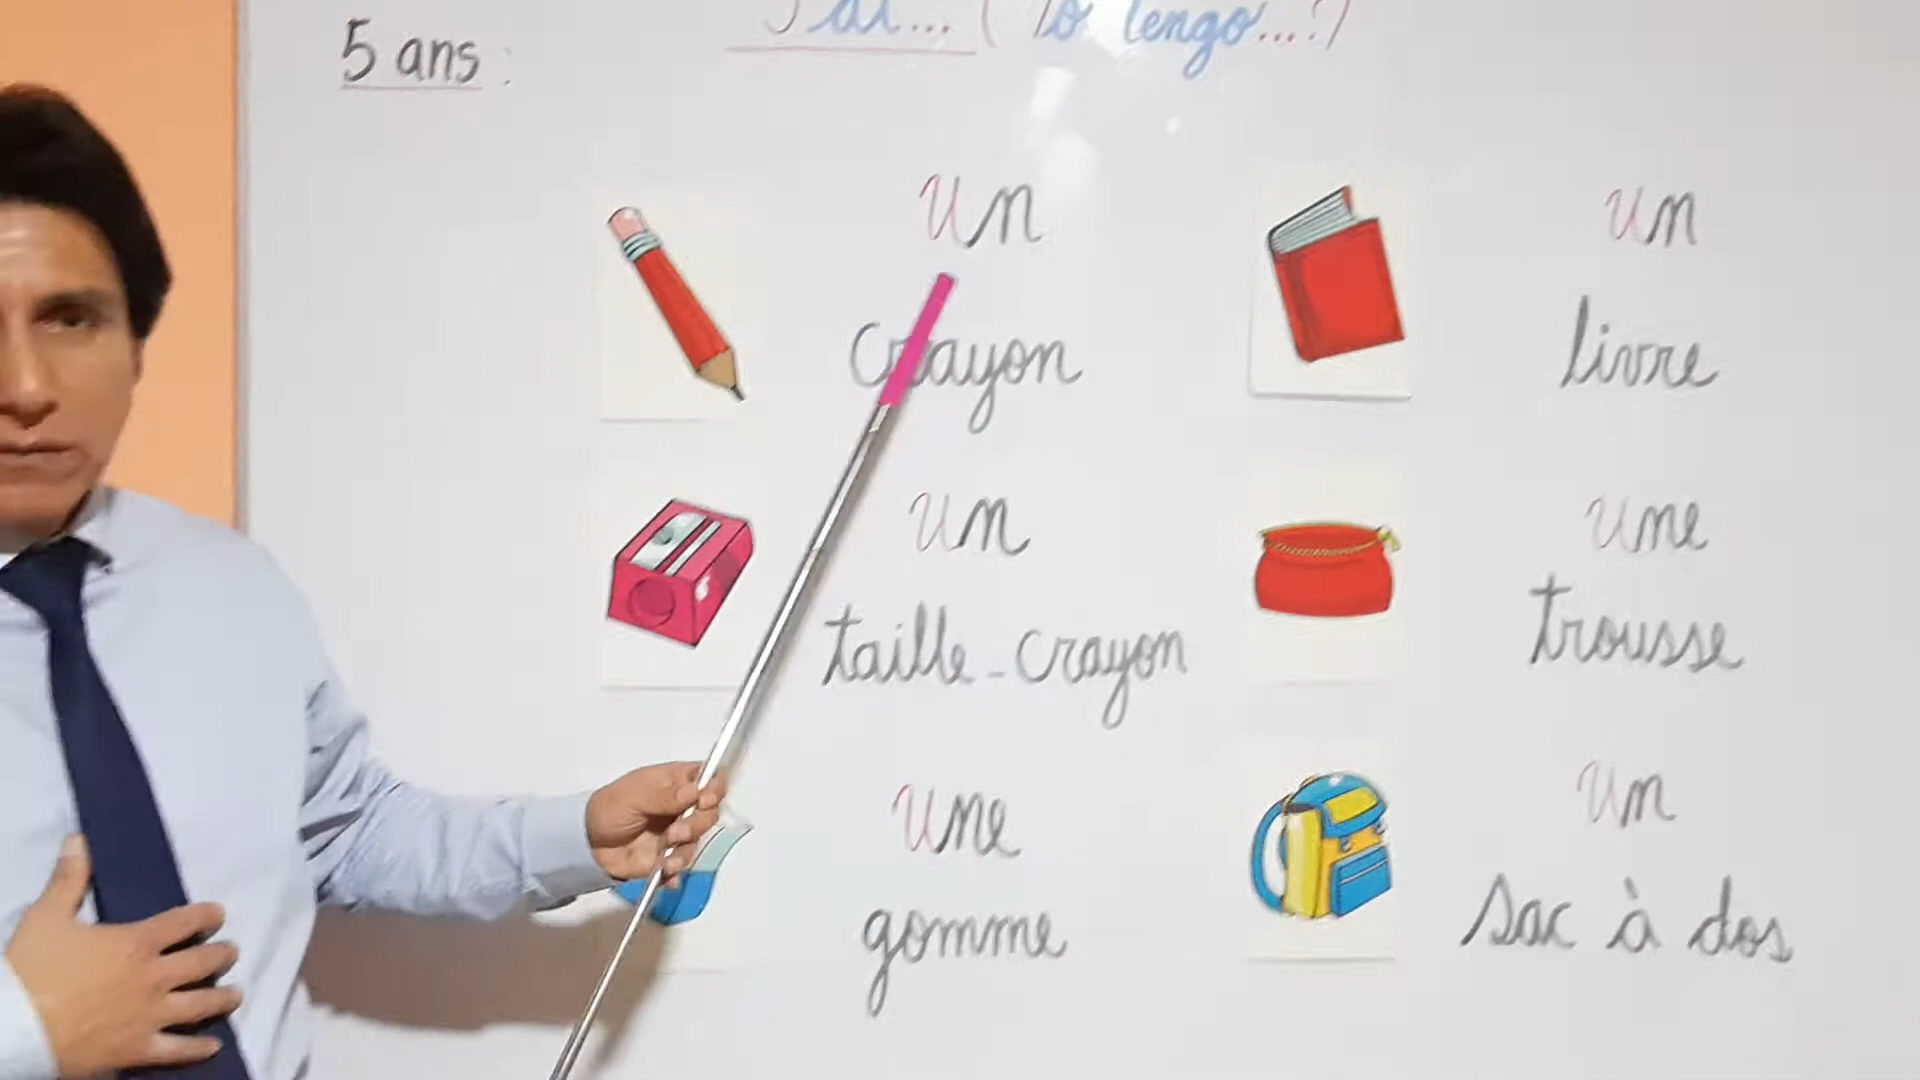 5 ans :
J'ai... ( Yo tengo...?)
un
crayon
un
livre
un
taille-crayon
une
trousse
une
gomme
un
sac à dos